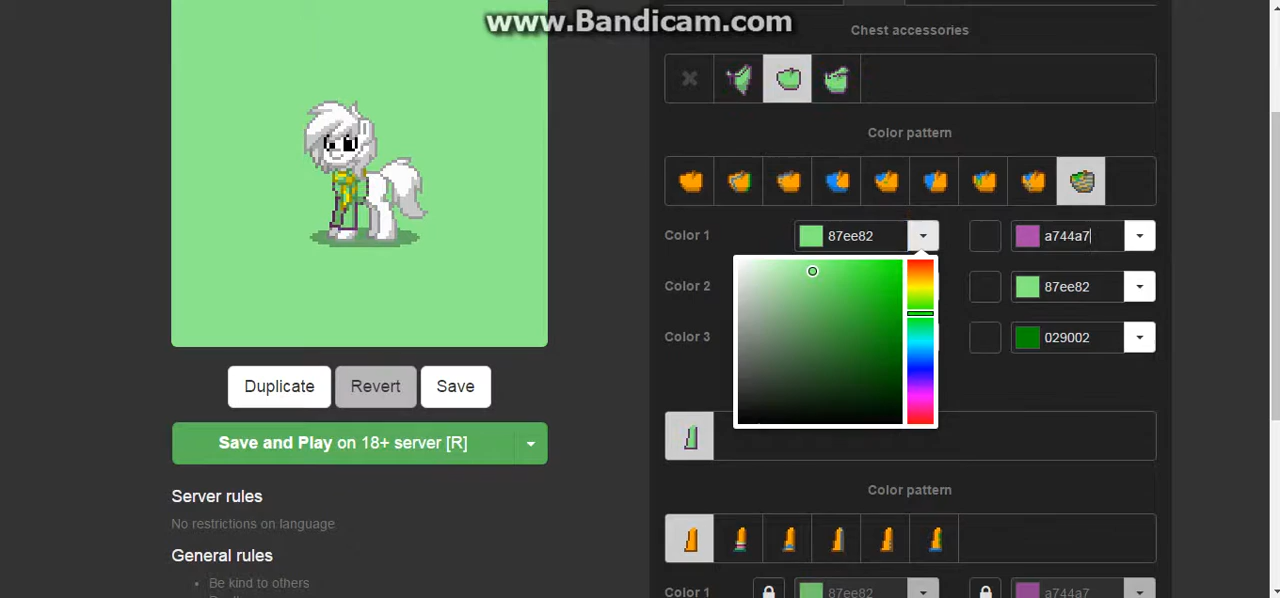 www.Bandicam.com
Chest accessories
Color pattern
Color 1 87ee82 a744a7
Color 2 87ee82
Color 3 029002
Duplicate Revert Save
Save and Play on 18+ server [R]
Server rules
No restrictions on language
General rules
Be kind to others
Color pattern
Color 1 87ee82 a744a7